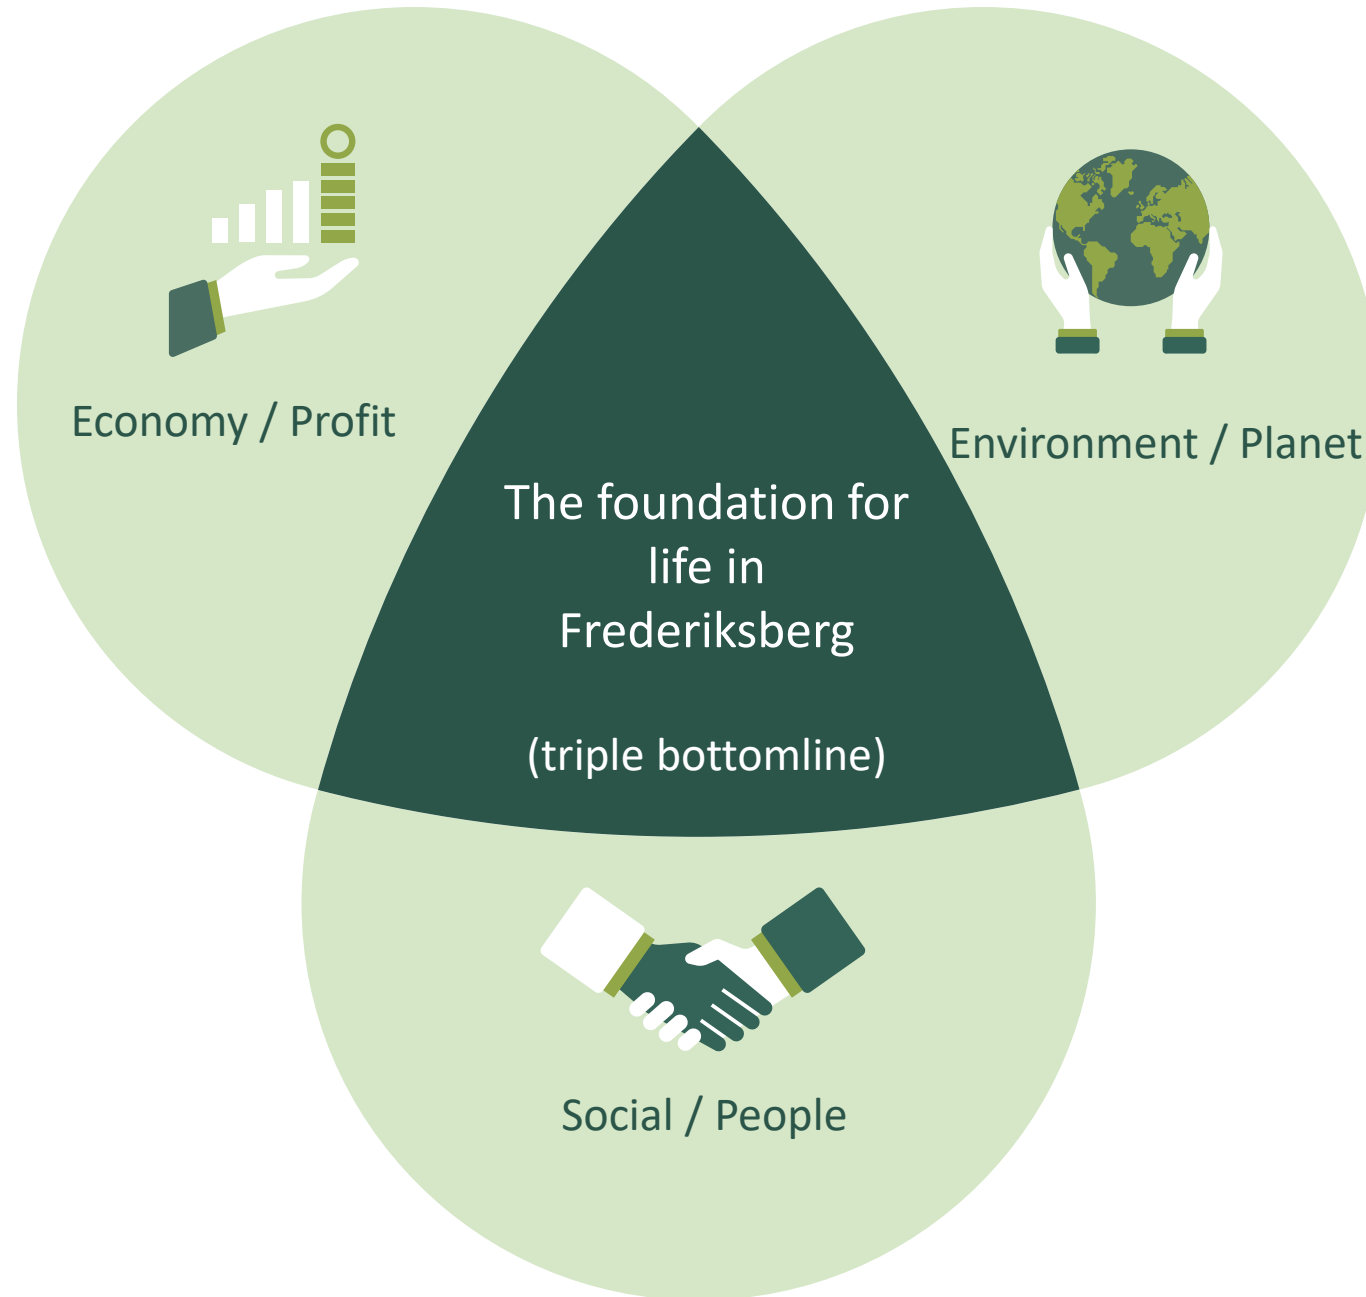 Economy / Profit
Environment / Planet
The foundation for
life in
Frederiksberg
(triple bottomline)
Social / People